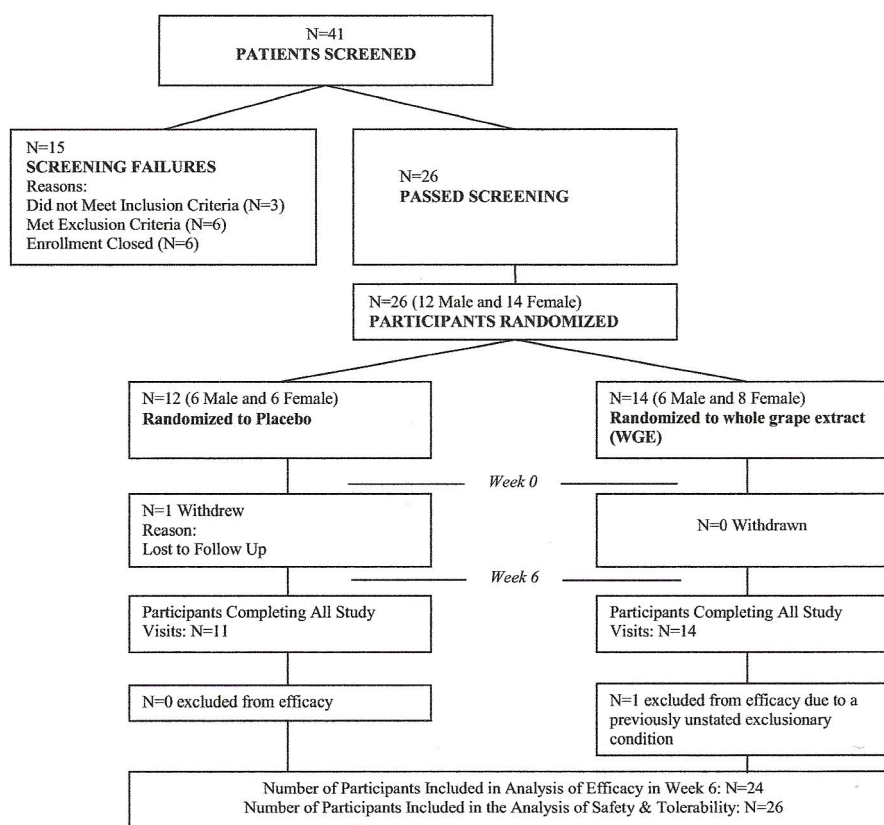 N=41
PATIENTS SCREENED
N=15
SCREENING FAILURES
Reasons:
Did not Meet Inclusion Criteria (N=3)
Met Exclusion Criteria (N=6)
Enrollment Closed (N=6)
N=26
PASSED SCREENING
N=26 (12 Male and 14 Female)
PARTICIPANTS RANDOMIZED
N=12 (6 Male and 6 Female)
Randomized to Placebo
N=14 (6 Male and 8 Female)
Randomized to whole grape extract
(WGE)
Week 0
N=1 Withdrew
Reason:
Lost to Follow Up
N=0 Withdrawn
Week 6
Participants Completing All Study
Visits: N=11
Participants Completing All Study
Visits: N=14
N=0 excluded from efficacy
N=1 excluded from efficacy due to a
previously unstated exclusionary
condition
Number of Participants Included in Analysis of Efficacy in Week 6: N=24
Number of Participants Included in the Analysis of Safety & Tolerability: N=26